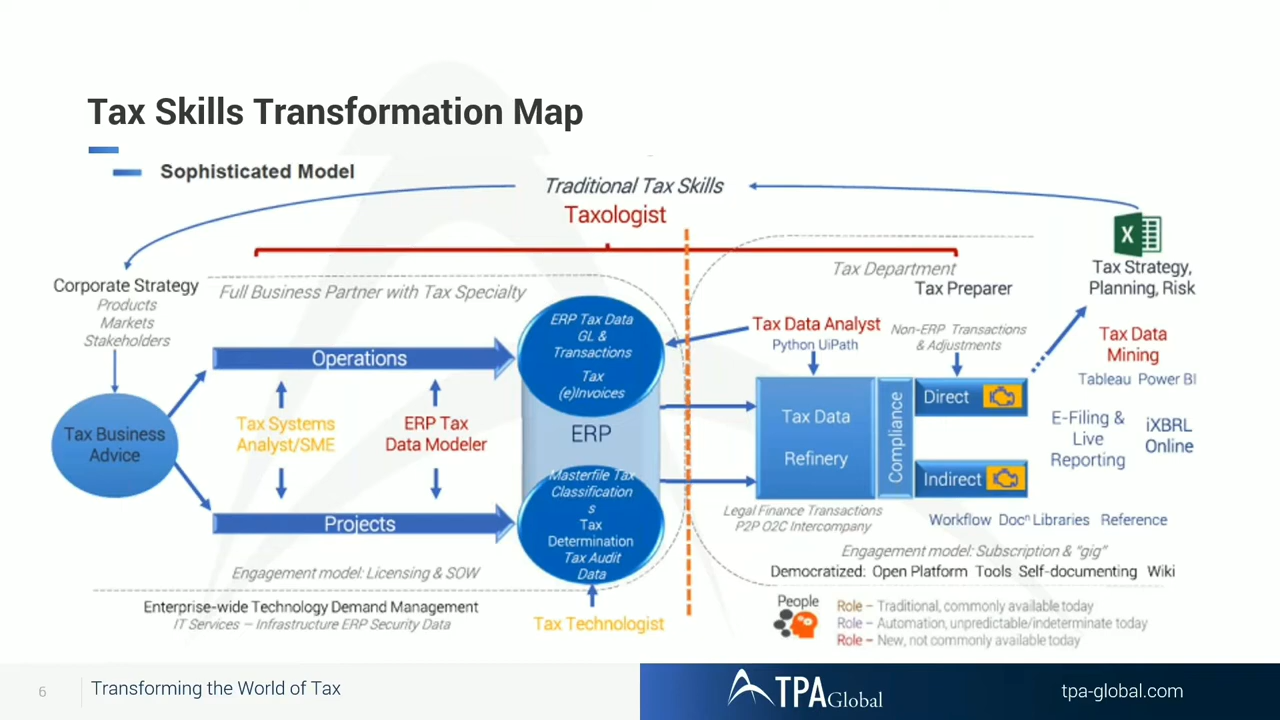 Tax Skills Transformation Map
Sophisticated Model
Traditional Tax Skills
Taxologist
Corporate Strategy
Products
Markets
Stakeholders
Full Business Partner with Tax Specialty
Tax Department
Tax Preparer
X
Tax Strategy,
Planning, Risk
Operations
ERP Tax Data
GL &
Transactions
Tax
(e)Invoices
Tax Data Analyst
Python UiPath
Non-ERP Transactions
& Adjustments
Tax Data
Mining
Tableau Power BI
Tax Business
Advice
Tax Systems
Analyst/SME
ERP Tax
Data Modeler
ERP
Tax Data
Refinery
Compliance
Direct
Indirect
E-Filing &
Live
Reporting
iXBRL
Online
Projects
Masterfile Tax
Classification
s
Tax
Determination
Tax Audit
Data
Legal Finance Transactions
P2P O2C Intercompany
Workflow Docⁿ Libraries Reference
Engagement model: Licensing & SOW
Engagement model: Subscription & "gig"
Democratized: Open Platform Tools Self-documenting Wiki
Enterprise-wide Technology Demand Management
IT Services – Infrastructure ERP Security Data
Tax Technologist
People
Role – Traditional, commonly available today
Role – Automation, unpredictable/indeterminate today
Role – New, not commonly available today
6
Transforming the World of Tax
TPA Global
tpa-global.com